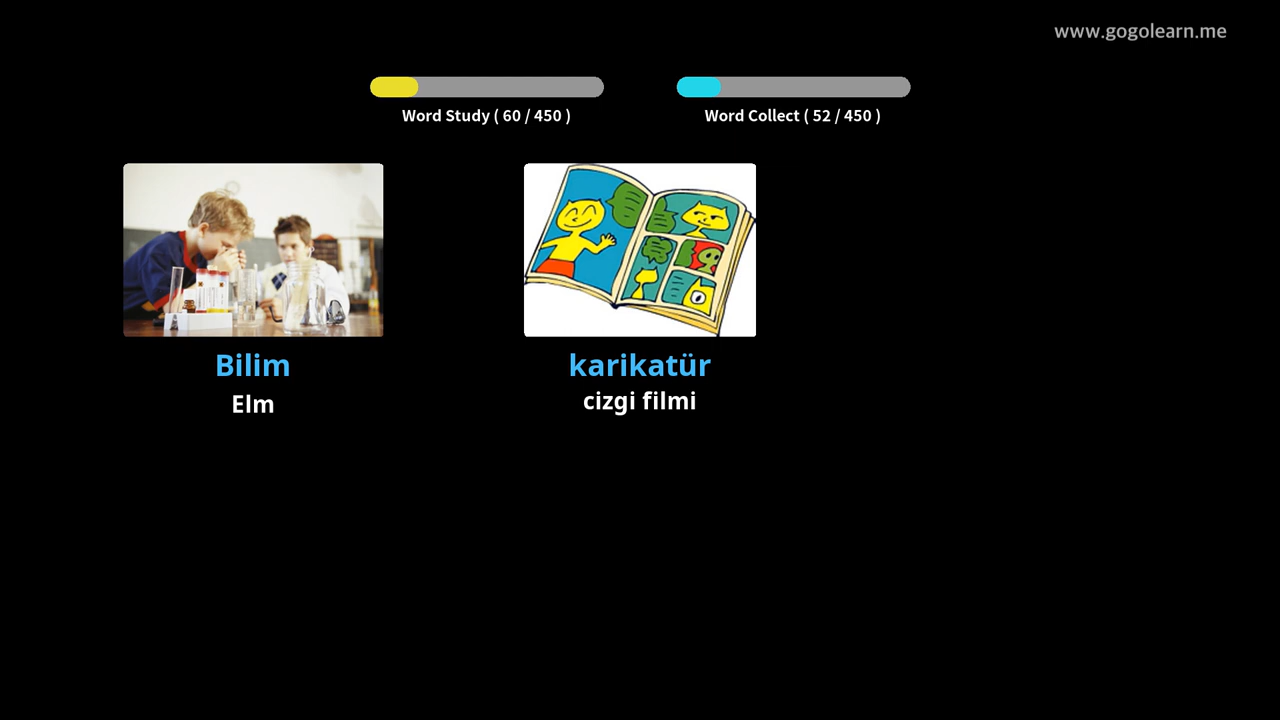 www.gogolearn.me
Word Study ( 60 / 450 )
Word Collect ( 52 / 450 )
Bilim
Elm
karikatür
cizgi filmi